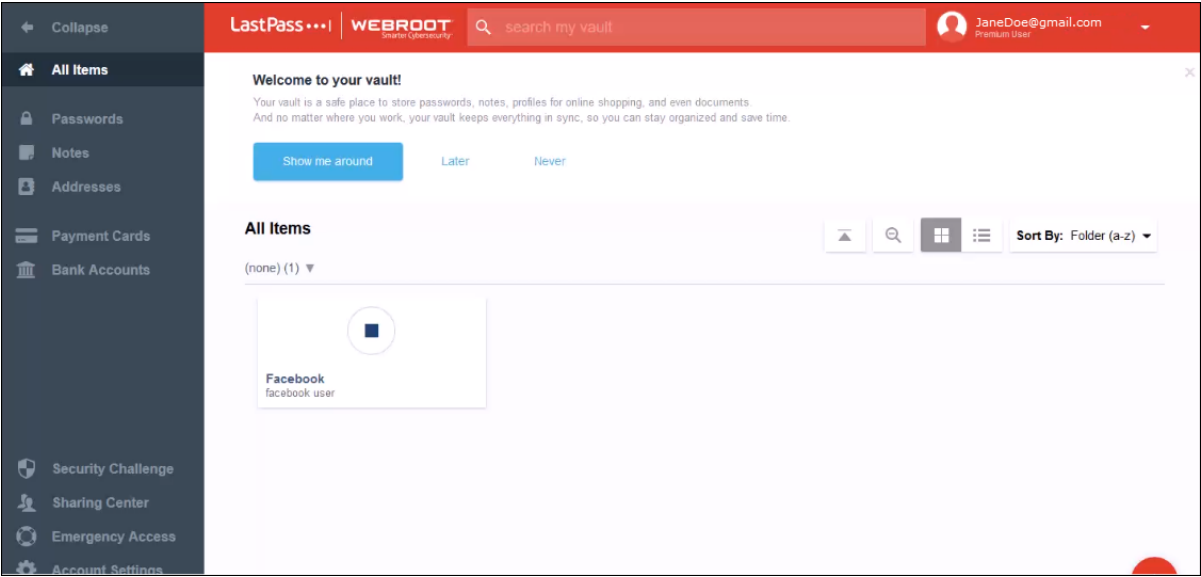 Collapse
All Items
Passwords
Notes
Addresses
Payment Cards
Bank Accounts
Security Challenge
Sharing Center
Emergency Access
Account Settings
LastPass
WEBROOT
Smarter Cybersecurity
search my vault
JaneDoe@gmail.com
Premium User
Welcome to your vault!
Your vault is a safe place to store passwords, notes, profiles for online shopping, and even documents
And no matter where you work, your vault keeps everything in sync, so you can stay organized and save time.
Show me around Later Never
All Items
Sort By: Folder (a-z)
(none) (1)
Facebook
facebook user